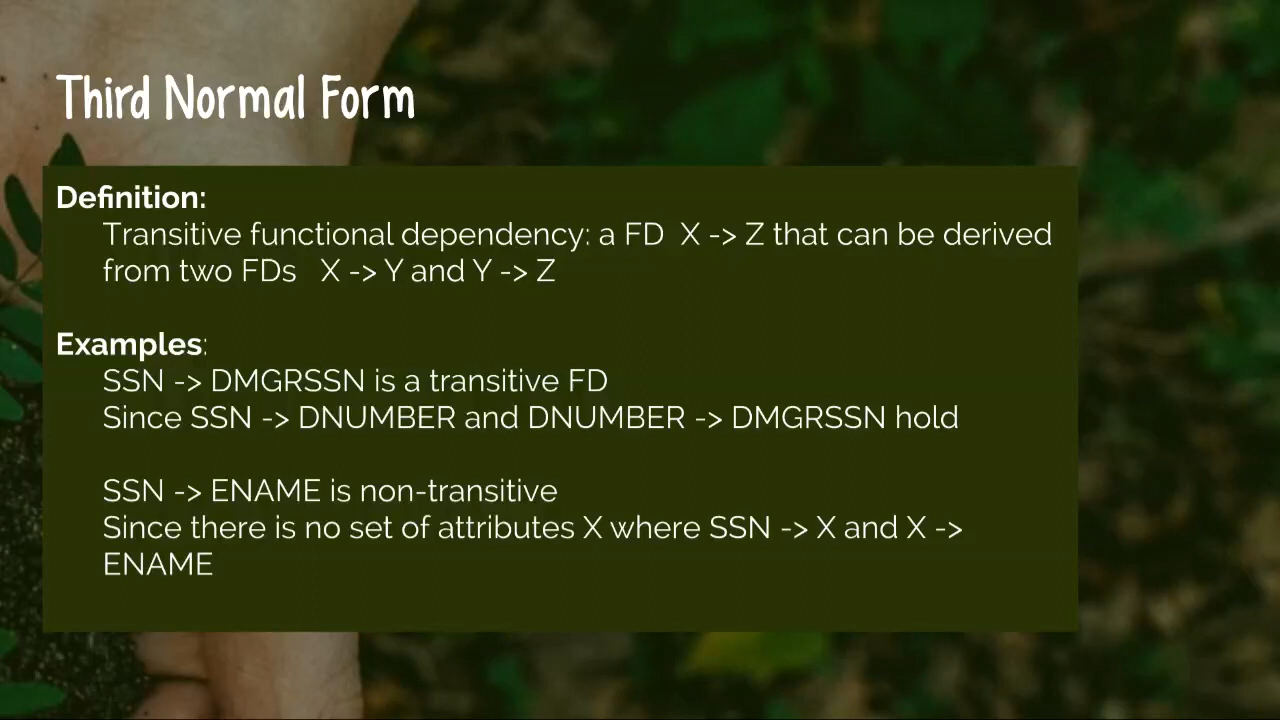 Third Normal Form
Definition:
Transitive functional dependency: a FD  X -> Z that can be derived
from two FDs   X -> Y and Y -> Z
Examples:
SSN -> DMGRSSN is a transitive FD
Since SSN -> DNUMBER and DNUMBER -> DMGRSSN hold
SSN -> ENAME is non-transitive
Since there is no set of attributes X where SSN -> X and X ->
ENAME